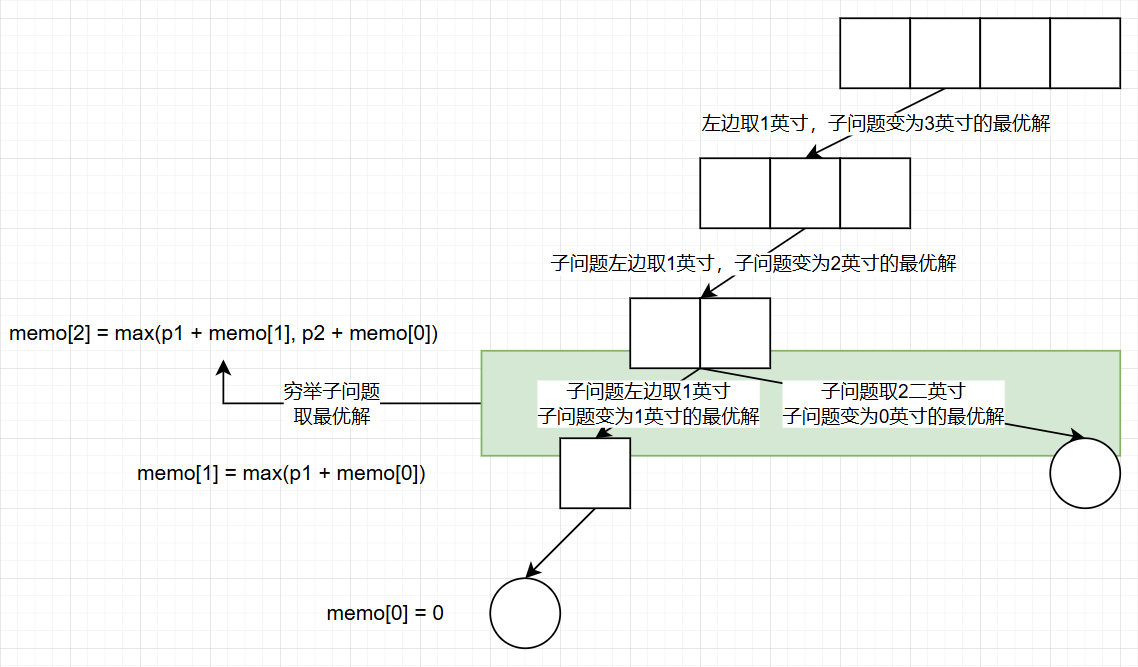 左边取1英寸，子问题变为3英寸的最优解
子问题左边取1英寸，子问题变为2英寸的最优解
memo[2] = max(p1 + memo[1], p2 + memo[0])
穷举子问题
取最优解
子问题左边取1英寸
子问题变为1英寸的最优解
子问题取2二英寸
子问题变为0英寸的最优解
memo[1] = max(p1 + memo[0])
memo[0] = 0